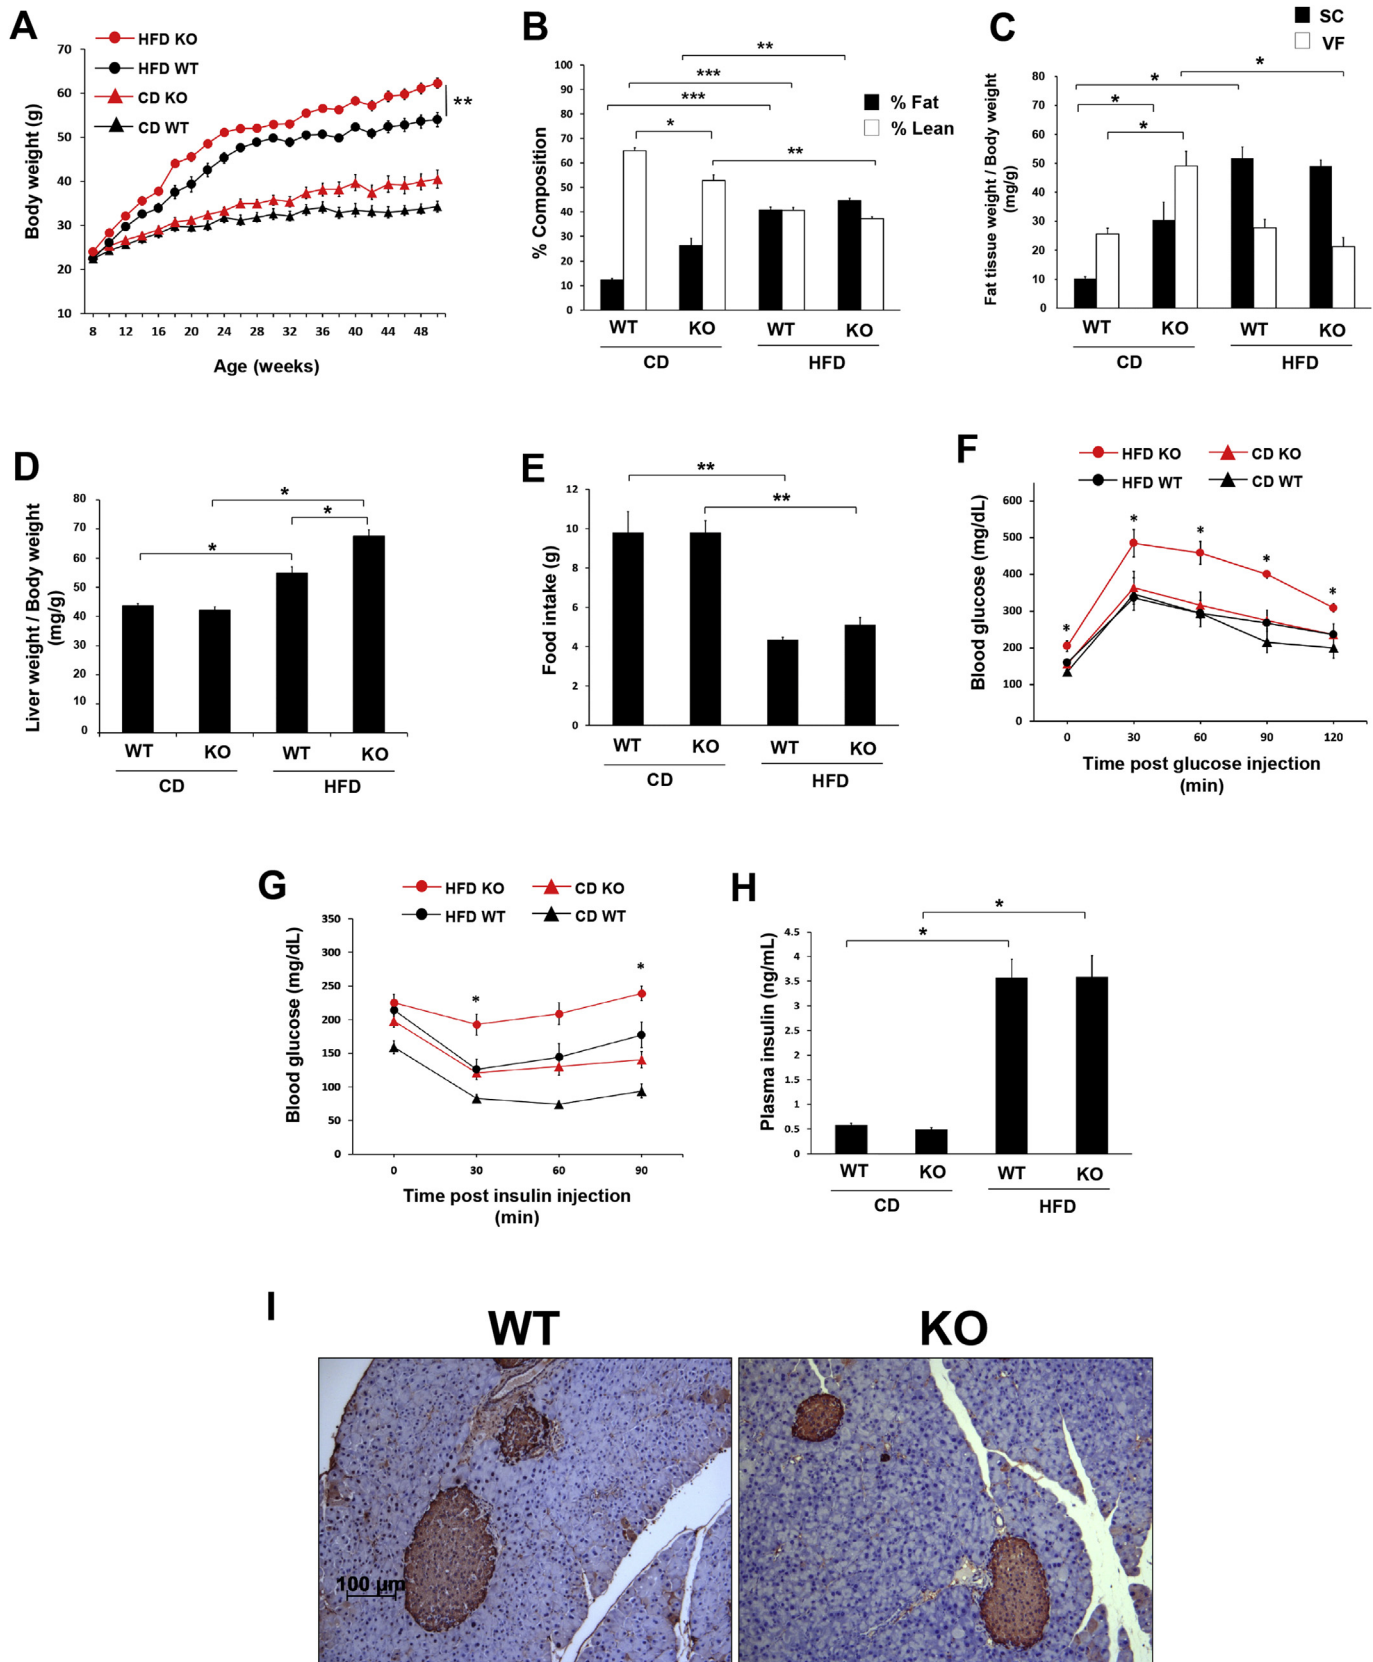 A
HFD KO
HFD WT
CD KO
CD WT
Body weight (g)
70
60
50
40
30
20
10
**
8 12 16 20 24 28 32 36 40 44 48
Age (weeks)
B
% Composition
100
90
80
70
60
50
40
30
20
10
0
**
***
***
*
**
% Fat
% Lean
WT KO WT KO
CD HFD
C
SC
VF
Fat tissue weight / Body weight
(mg/g)
80
70
60
50
40
30
20
10
0
*
*
*
*
WT KO WT KO
CD HFD
D
Liver weight / Body weight
(mg/g)
80
70
60
50
40
30
20
10
0
*
*
*
WT KO WT KO
CD HFD
E
Food intake (g)
12
10
8
6
4
2
0
**
**
WT KO WT KO
CD HFD
F
HFD KO CD KO
HFD WT CD WT
Blood glucose (mg/dL)
600
500
400
300
200
100
0
* * * * *
0 30 60 90 120
Time post glucose injection
(min)
G
HFD KO CD KO
HFD WT CD WT
Blood glucose (mg/dL)
350
300
250
200
150
100
50
0
* *
0 30 60 90
Time post insulin injection
(min)
H
Plasma insulin (ng/mL)
4.5
4
3.5
3
2.5
2
1.5
1
0.5
0
*
*
WT KO WT KO
CD HFD
I
WT KO
100 µm